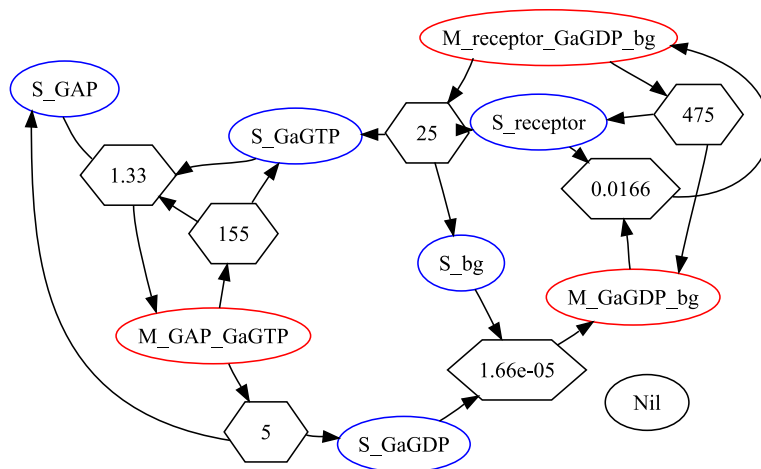 M_receptor_GaGDP_bg
S_GAP
475
S_receptor
25
S_GaGTP
1.33
0.0166
155
S_bg
M_GaGDP_bg
M_GAP_GaGTP
1.66e-05
Nil
5
S_GaGDP